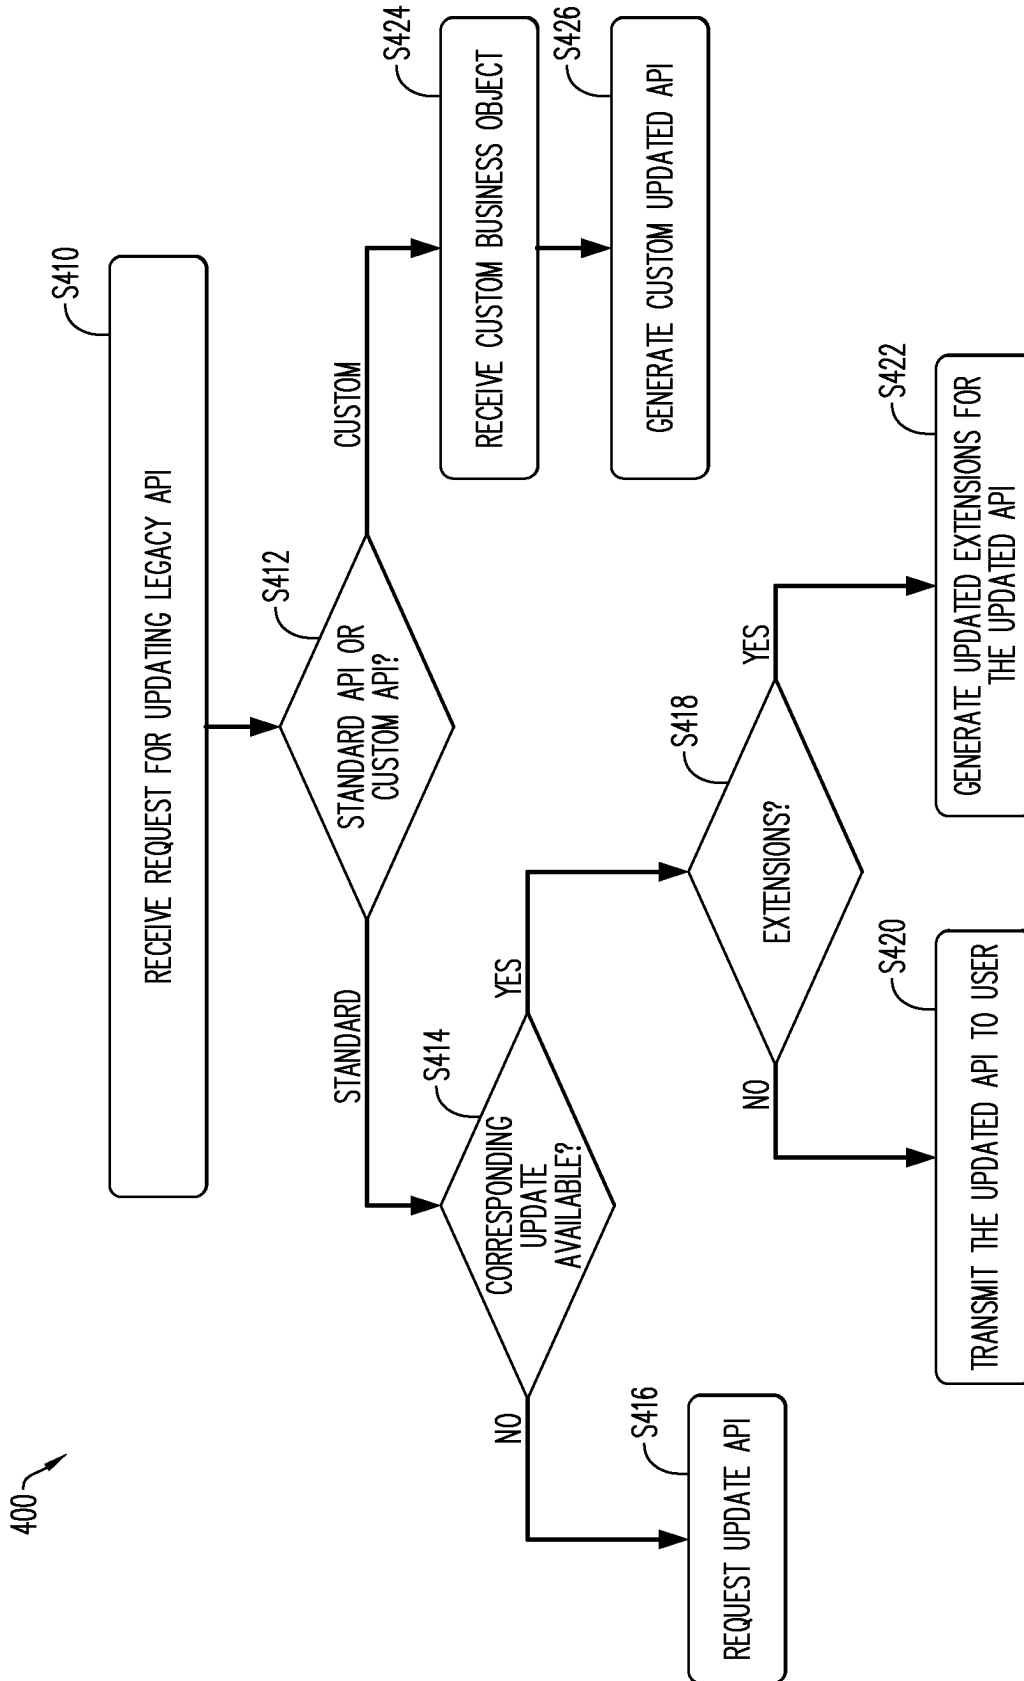 400
S410
RECEIVE REQUEST FOR UPDATING LEGACY API
S412
STANDARD API OR
CUSTOM API?
STANDARD
CUSTOM
S414
CORRESPONDING
UPDATE
AVAILABLE?
S424
RECEIVE CUSTOM BUSINESS OBJECT
NO
YES
S426
GENERATE CUSTOM UPDATED API
S416
REQUEST UPDATE API
S418
EXTENSIONS?
NO
YES
S420
TRANSMIT THE UPDATED API TO USER
S422
GENERATE UPDATED EXTENSIONS FOR
THE UPDATED API